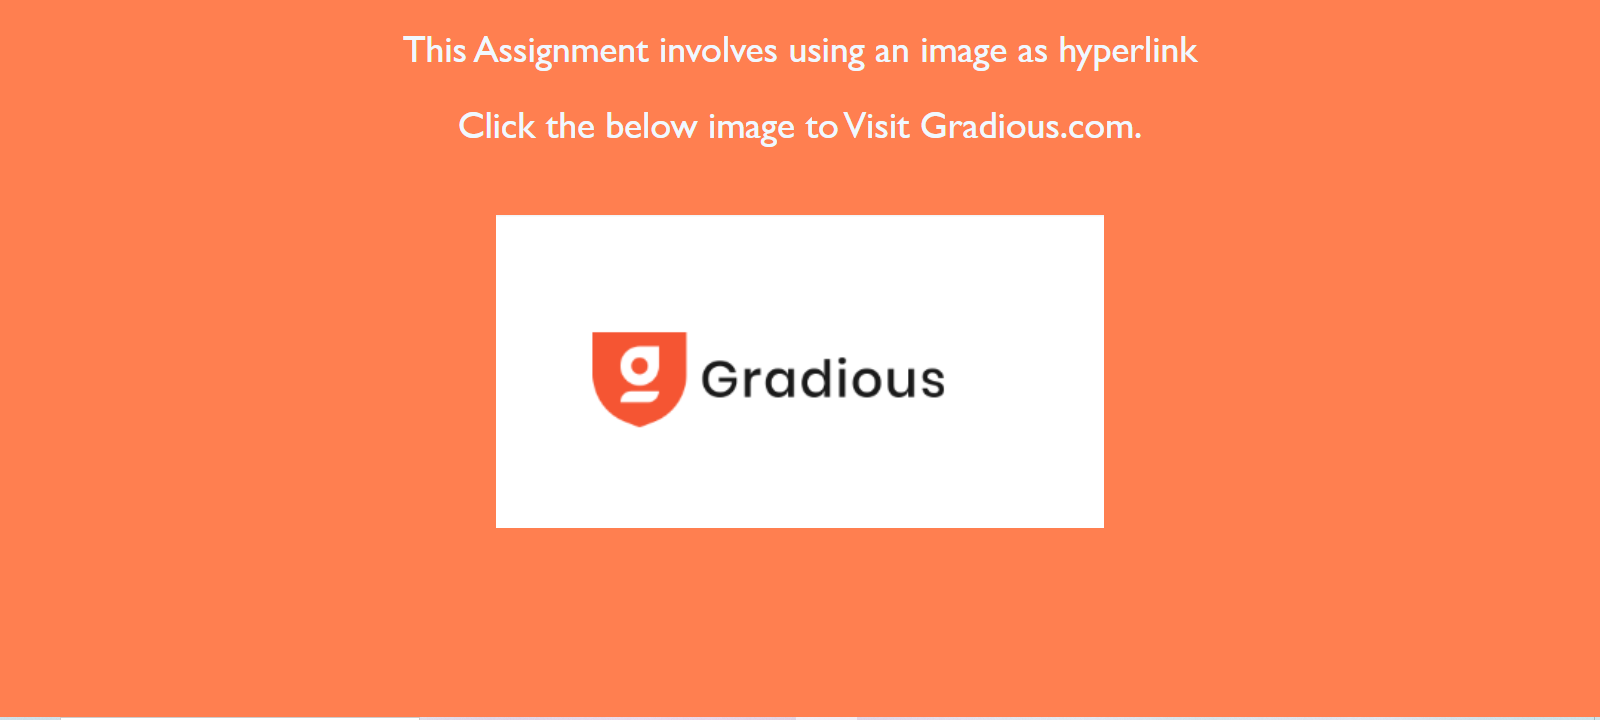 This Assignment involves using an image as hyperlink
Click the below image to Visit Gradious.com.
g Gradious